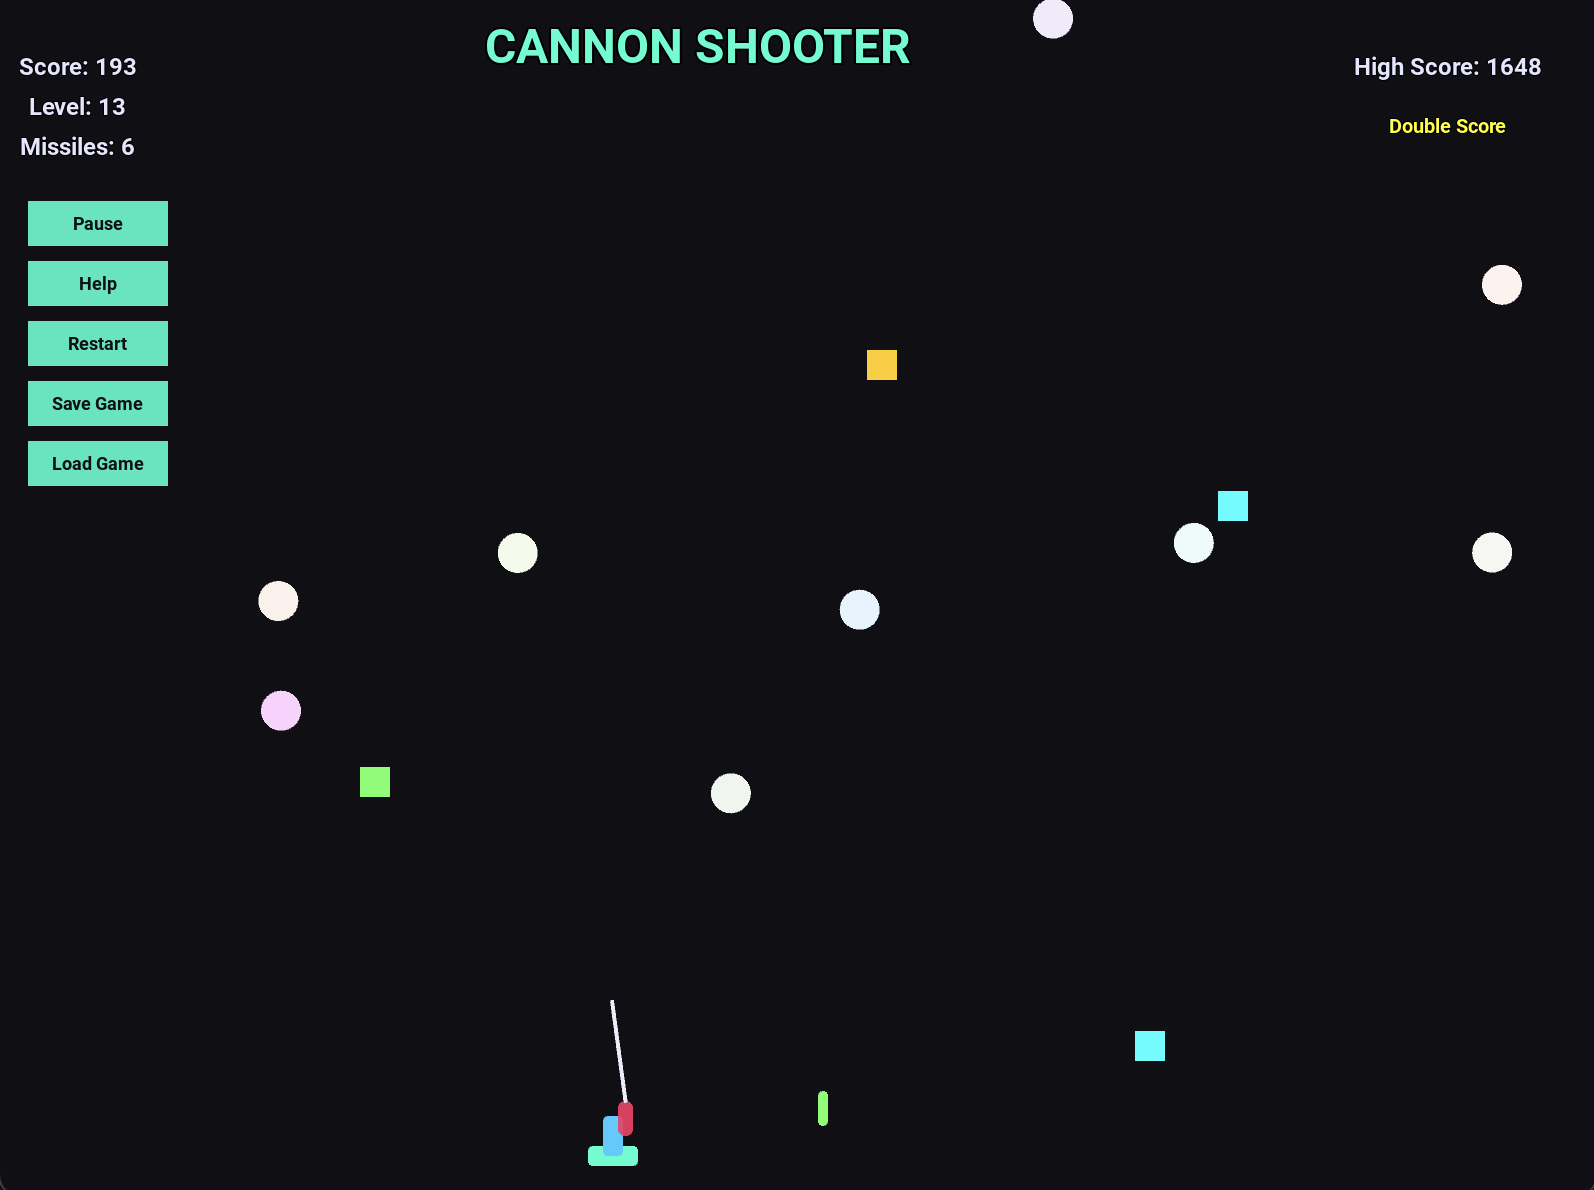 CANNON SHOOTER
Score: 193
Level: 13
Missiles: 6
High Score: 1648
Double Score
Pause
Help
Restart
Save Game
Load Game